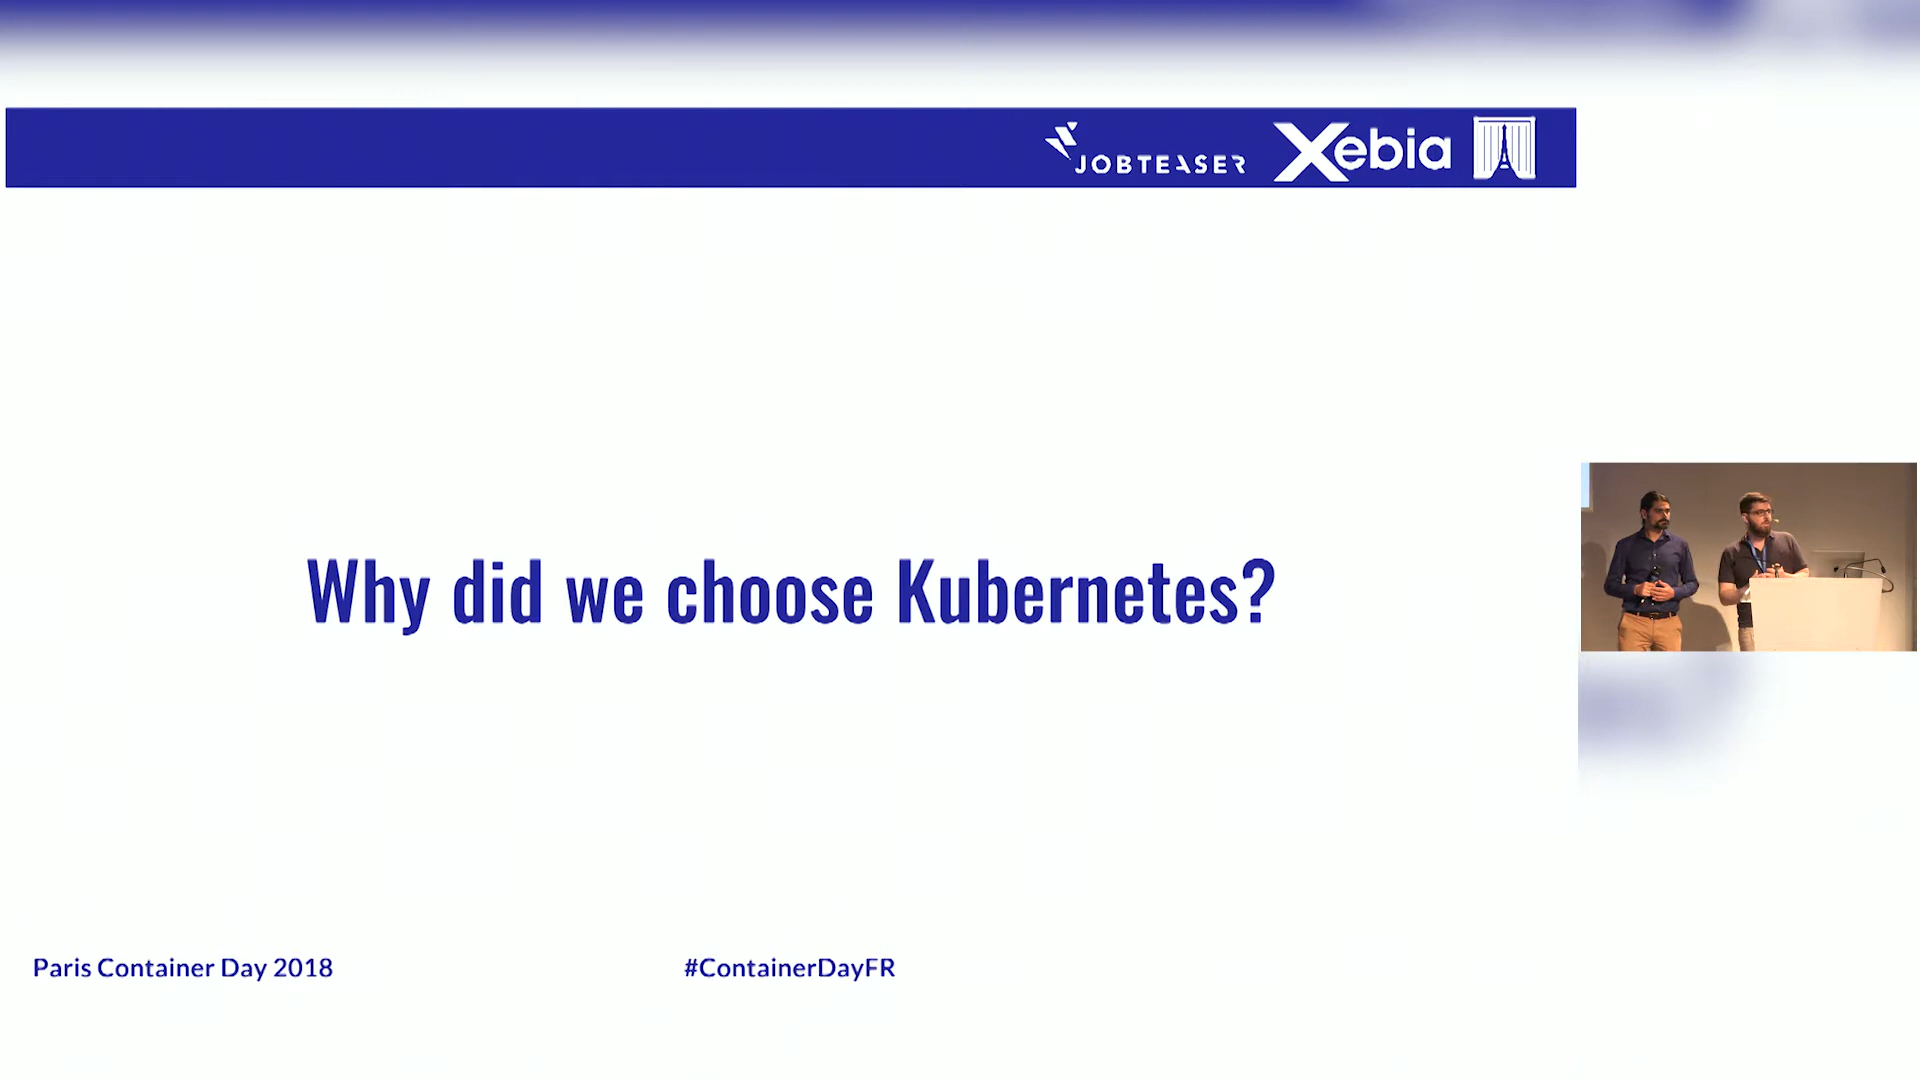 JOBTEASER
Xebia
Why did we choose Kubernetes?
Paris Container Day 2018
#ContainerDayFR